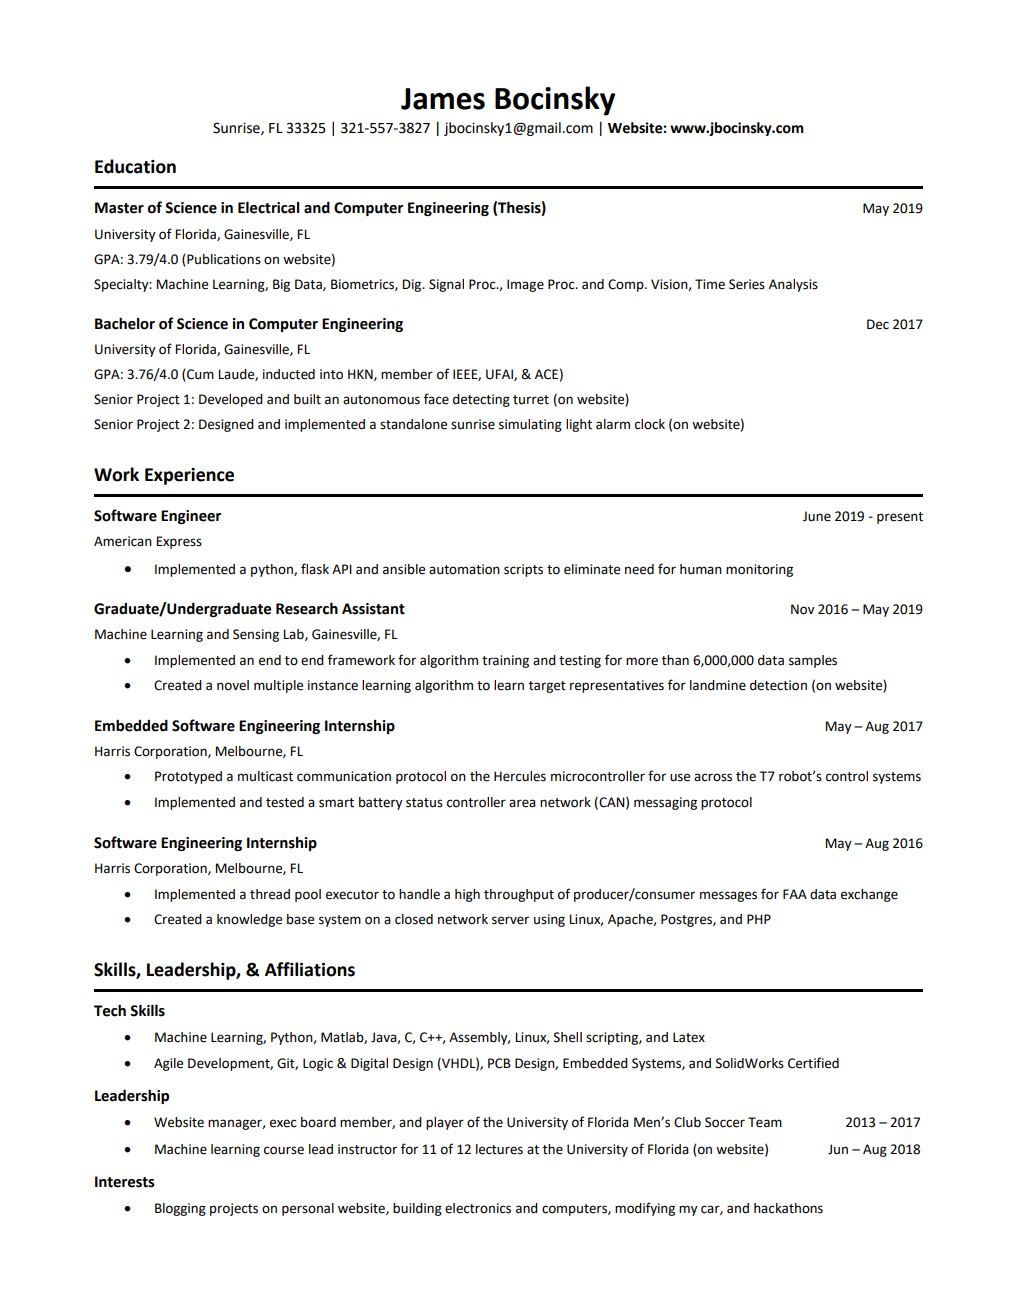 James Bocinsky
Sunrise, FL 33325 | 321-557-3827 | jbocinsky1@gmail.com | Website: www.jbocinsky.com
Education
Master of Science in Electrical and Computer Engineering (Thesis) May 2019
University of Florida, Gainesville, FL
GPA: 3.79/4.0 (Publications on website)
Specialty: Machine Learning, Big Data, Biometrics, Dig. Signal Proc., Image Proc. and Comp. Vision, Time Series Analysis
Bachelor of Science in Computer Engineering Dec 2017
University of Florida, Gainesville, FL
GPA: 3.76/4.0 (Cum Laude, inducted into HKN, member of IEEE, UFAI, & ACE)
Senior Project 1: Developed and built an autonomous face detecting turret (on website)
Senior Project 2: Designed and implemented a standalone sunrise simulating light alarm clock (on website)
Work Experience
Software Engineer June 2019 - present
American Express
• Implemented a python, flask API and ansible automation scripts to eliminate need for human monitoring
Graduate/Undergraduate Research Assistant Nov 2016 – May 2019
Machine Learning and Sensing Lab, Gainesville, FL
• Implemented an end to end framework for algorithm training and testing for more than 6,000,000 data samples
• Created a novel multiple instance learning algorithm to learn target representatives for landmine detection (on website)
Embedded Software Engineering Internship May – Aug 2017
Harris Corporation, Melbourne, FL
• Prototyped a multicast communication protocol on the Hercules microcontroller for use across the T7 robot’s control systems
• Implemented and tested a smart battery status controller area network (CAN) messaging protocol
Software Engineering Internship May – Aug 2016
Harris Corporation, Melbourne, FL
• Implemented a thread pool executor to handle a high throughput of producer/consumer messages for FAA data exchange
• Created a knowledge base system on a closed network server using Linux, Apache, Postgres, and PHP
Skills, Leadership, & Affiliations
Tech Skills
• Machine Learning, Python, Matlab, Java, C, C++, Assembly, Linux, Shell scripting, and Latex
• Agile Development, Git, Logic & Digital Design (VHDL), PCB Design, Embedded Systems, and SolidWorks Certified
Leadership
• Website manager, exec board member, and player of the University of Florida Men’s Club Soccer Team 2013 – 2017
• Machine learning course lead instructor for 11 of 12 lectures at the University of Florida (on website) Jun – Aug 2018
Interests
• Blogging projects on personal website, building electronics and computers, modifying my car, and hackathons